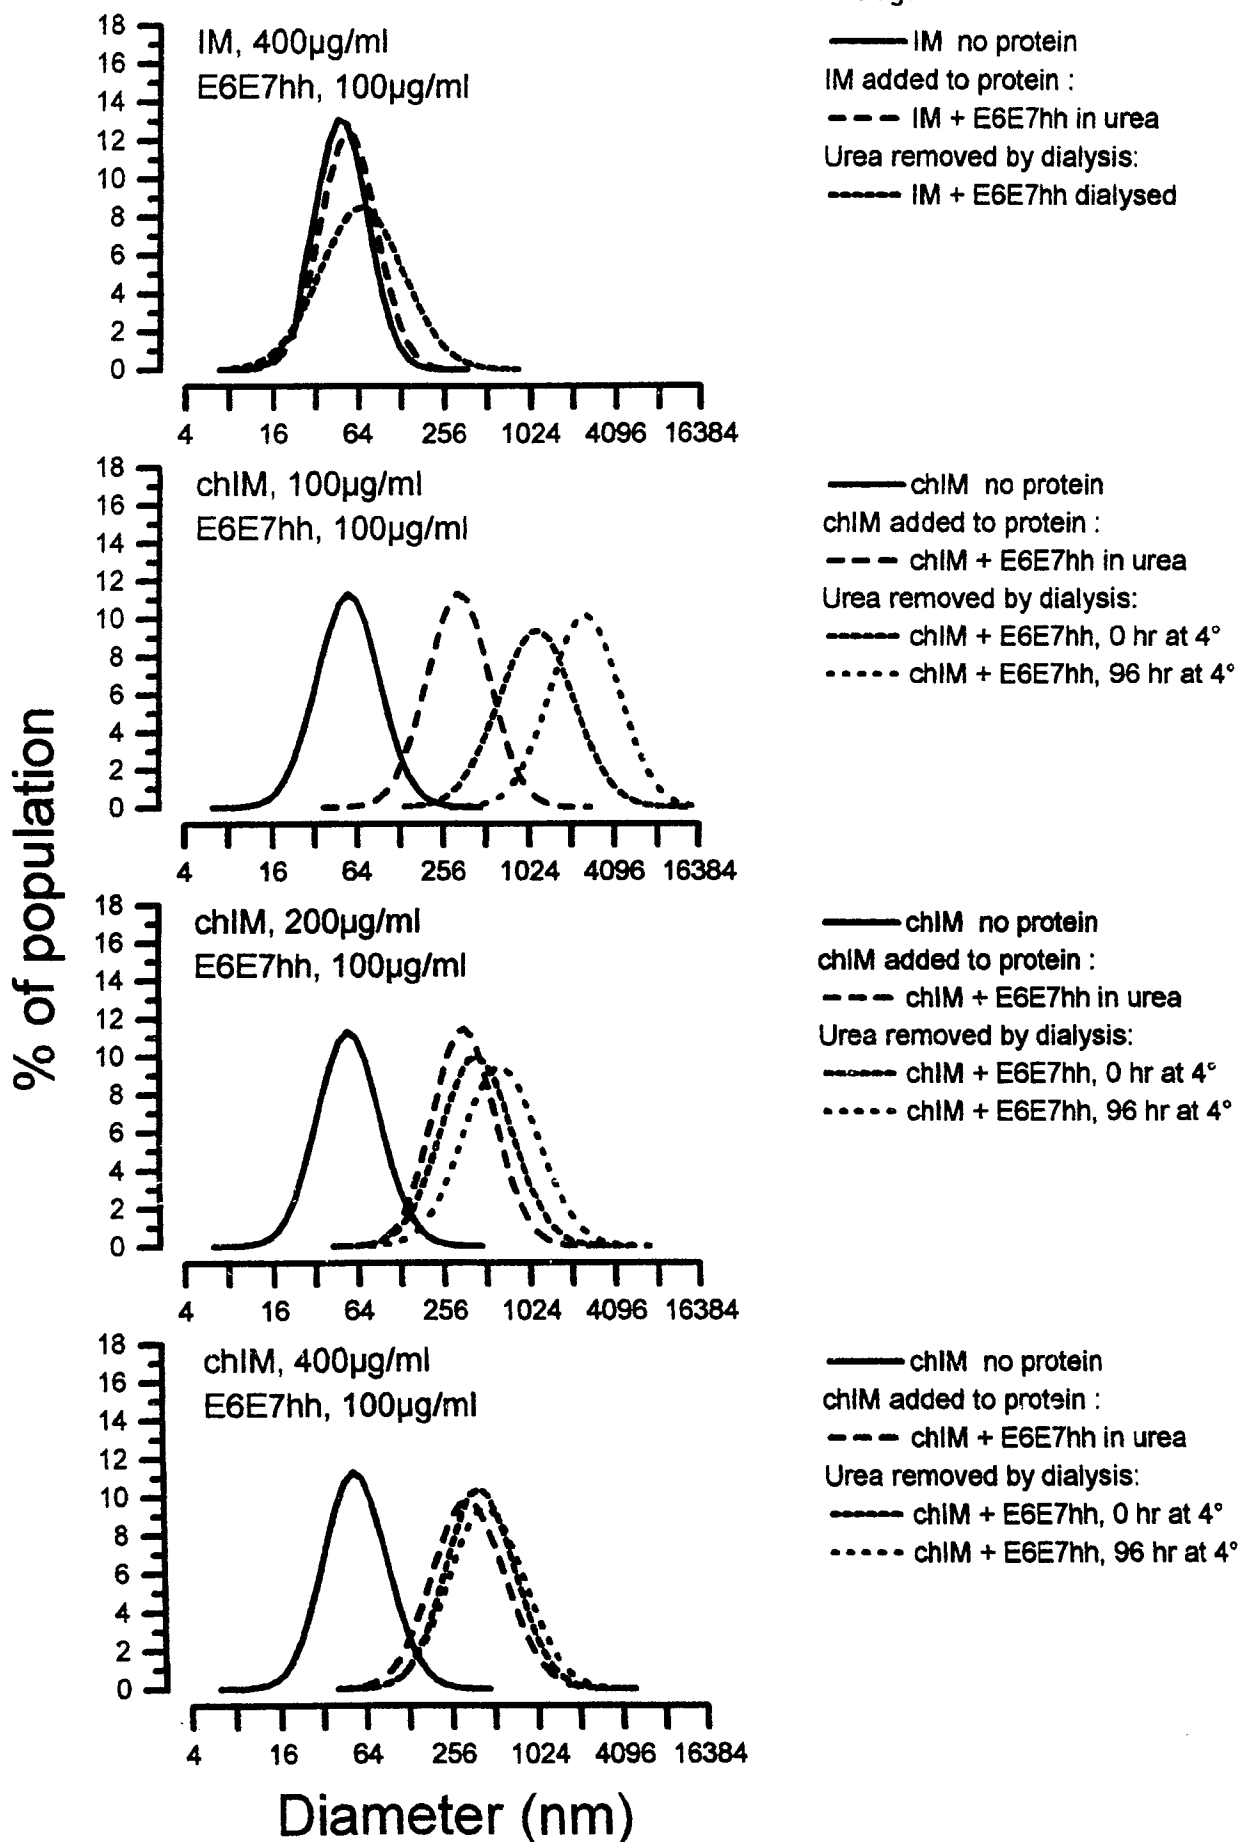 18
16
14
12
10
8
6
4
2
0
IM, 400µg/ml
E6E7hh, 100µg/ml
4 16 64 256 1024 4096 16384
IM no protein
IM added to protein :
IM + E6E7hh in urea
Urea removed by dialysis:
IM + E6E7hh dialysed
18
16
14
12
10
8
6
4
2
0
chIM, 100µg/ml
E6E7hh, 100µg/ml
4 16 64 256 1024 4096 16384
chIM no protein
chIM added to protein :
chIM + E6E7hh in urea
Urea removed by dialysis:
chIM + E6E7hh, 0 hr at 4°
chIM + E6E7hh, 96 hr at 4°
% of population
18
16
14
12
10
8
6
4
2
0
chIM, 200µg/ml
E6E7hh, 100µg/ml
4 16 64 256 1024 4096 16384
chIM no protein
chIM added to protein :
chIM + E6E7hh in urea
Urea removed by dialysis:
chIM + E6E7hh, 0 hr at 4°
chIM + E6E7hh, 96 hr at 4°
18
16
14
12
10
8
6
4
2
0
chIM, 400µg/ml
E6E7hh, 100µg/ml
4 16 64 256 1024 4096 16384
chIM no protein
chIM added to protein :
chIM + E6E7hh in urea
Urea removed by dialysis:
chIM + E6E7hh, 0 hr at 4°
chIM + E6E7hh, 96 hr at 4°
Diameter (nm)